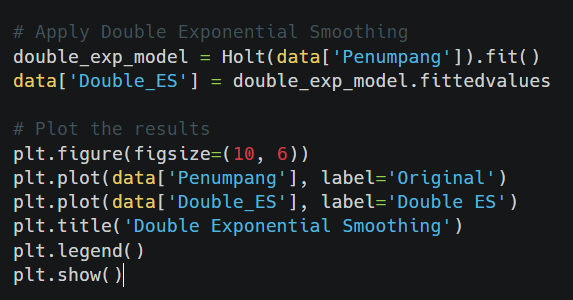 # Apply Double Exponential Smoothing
double_exp_model = Holt(data['Penumpang']).fit()
data['Double_ES'] = double_exp_model.fittedvalues
# Plot the results
plt.figure(figsize=(10, 6))
plt.plot(data['Penumpang'], label='Original')
plt.plot(data['Double_ES'], label='Double ES')
plt.title('Double Exponential Smoothing')
plt.legend()
plt.show()